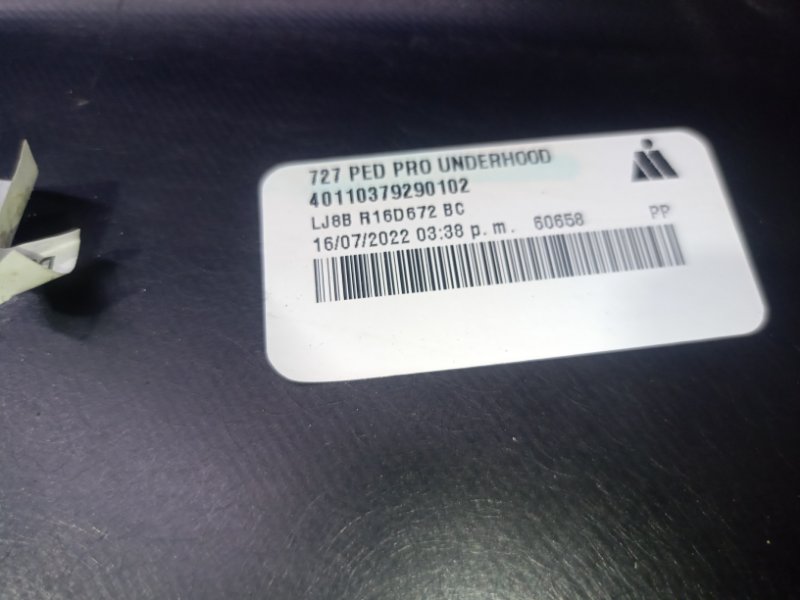 727 PED PRO UNDERHOOD
40110379290102
LJ8B R16D672 BC
16/07/2022 03:38 p. m. 60658 PP